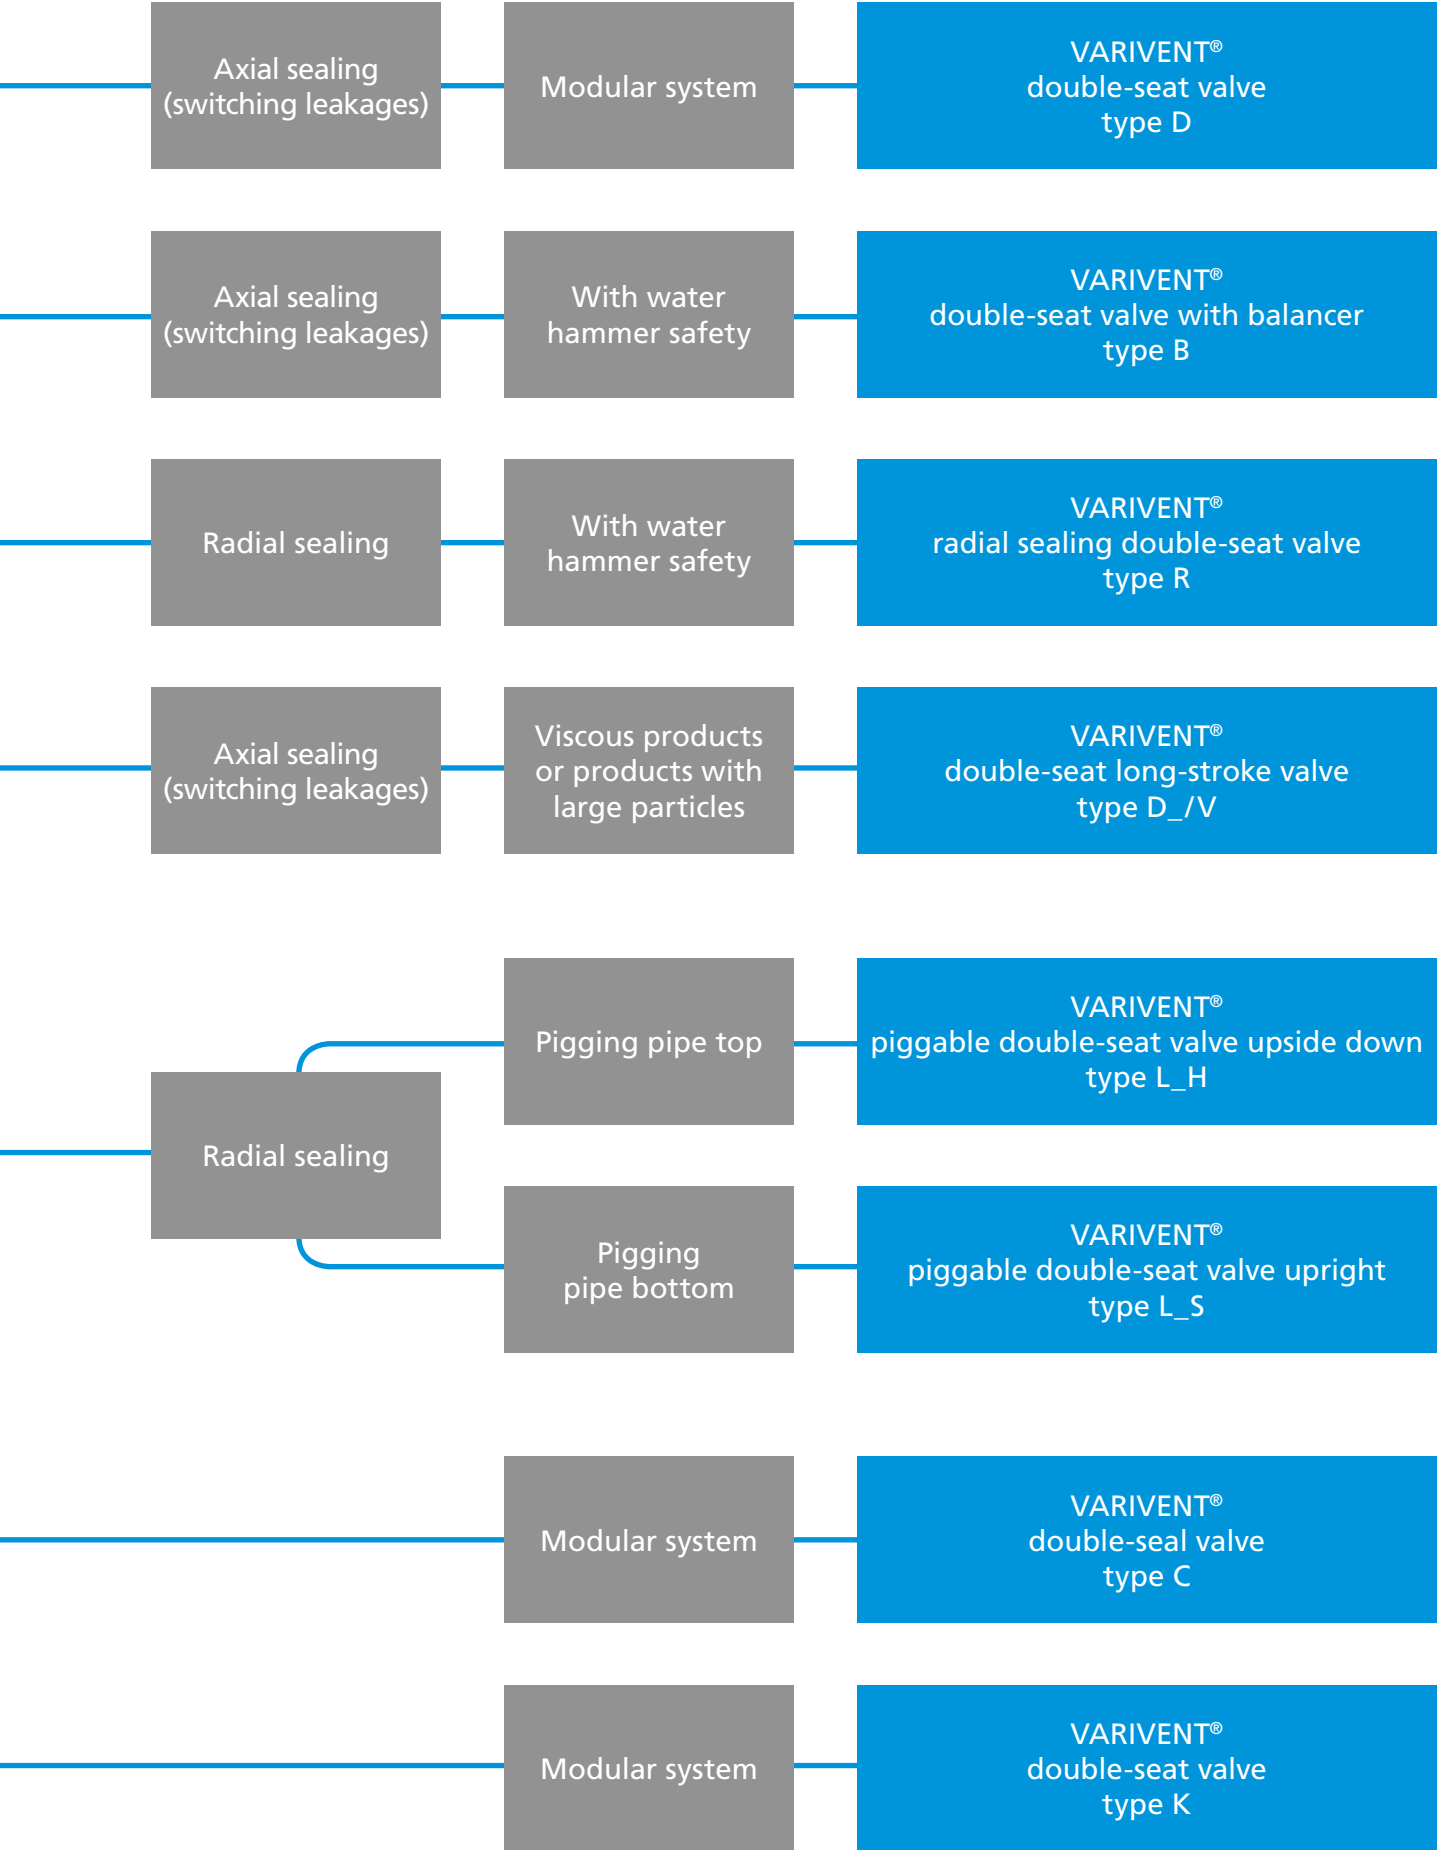 Axial sealing
(switching leakages)
Modular system
VARIVENT®
double-seat valve
type D
Axial sealing
(switching leakages)
With water
hammer safety
VARIVENT®
double-seat valve with balancer
type B
Radial sealing
With water
hammer safety
VARIVENT®
radial sealing double-seat valve
type R
Axial sealing
(switching leakages)
Viscous products
or products with
large particles
VARIVENT®
double-seat long-stroke valve
type D_/V
Radial sealing
Pigging pipe top
VARIVENT®
piggable double-seat valve upside down
type L_H
Pigging
pipe bottom
VARIVENT®
piggable double-seat valve upright
type L_S
Modular system
VARIVENT®
double-seal valve
type C
Modular system
VARIVENT®
double-seat valve
type K